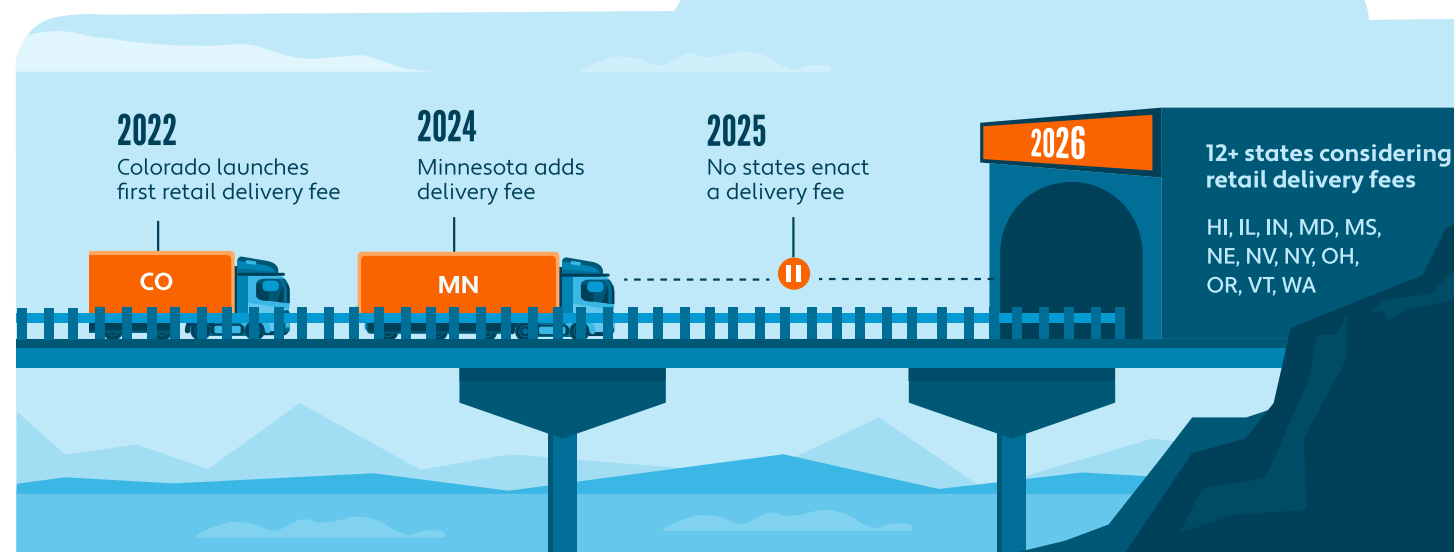 2022
Colorado launches
first retail delivery fee
CO
2024
Minnesota adds
delivery fee
MN
2025
No states enact
a delivery fee
2026
12+ states considering
retail delivery fees
HI, IL, IN, MD, MS,
NE, NV, NY, OH,
OR, VT, WA